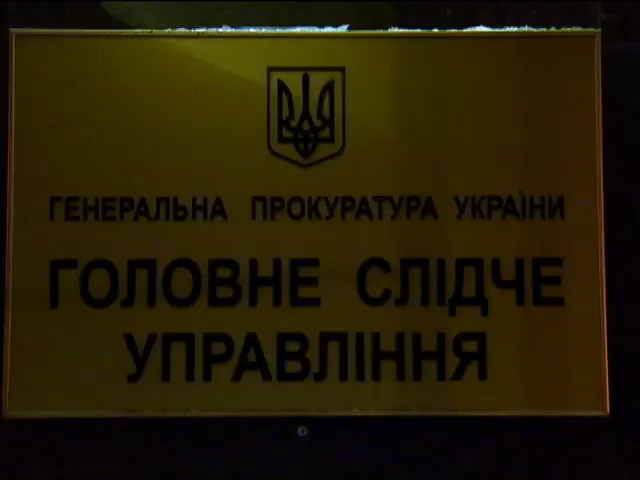 ГЕНЕРАЛЬНА ПРОКУРАТУРА УКРАЇНИ
ГОЛОВНЕ СЛІДЧЕ
УПРАВЛІННЯ